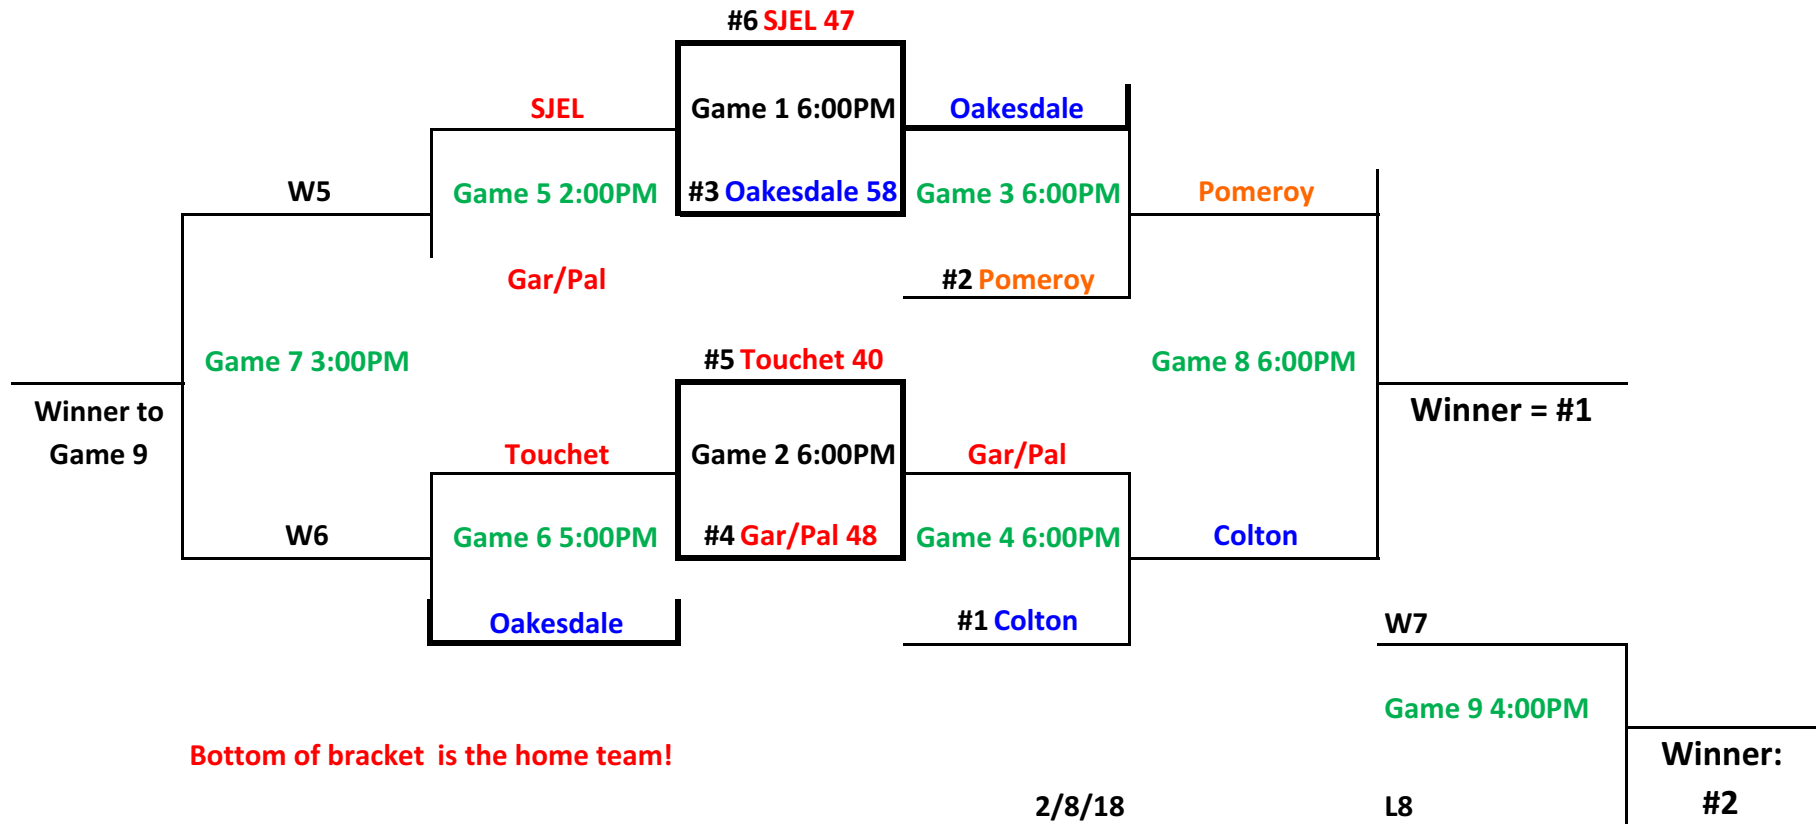 #6 SJEL 47
SJEL
Game 1 6:00PM
Oakesdale
W5
Game 5 2:00PM
#3 Oakesdale 58
Game 3 6:00PM
Pomeroy
Gar/Pal
#2 Pomeroy
Game 7 3:00PM
#5 Touchet 40
Game 8 6:00PM
Winner to
Game 9
Winner = #1
Touchet
Game 2 6:00PM
Gar/Pal
W6
Game 6 5:00PM
#4 Gar/Pal 48
Game 4 6:00PM
Colton
Oakesdale
#1 Colton
W7
Game 9 4:00PM
Bottom of bracket  is the home team!
Winner:
#2
2/8/18
L8